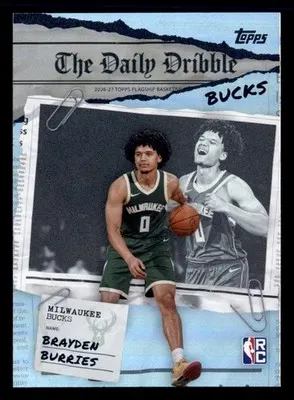 Topps
The Daily Dribble
2026-27 TOPPS FLAGSHIP BASKETBALL
BUCKS
MILWAUKEE
0
MILWAUKEE
BUCKS
NAME:
BRAYDEN
BURRIES
RC